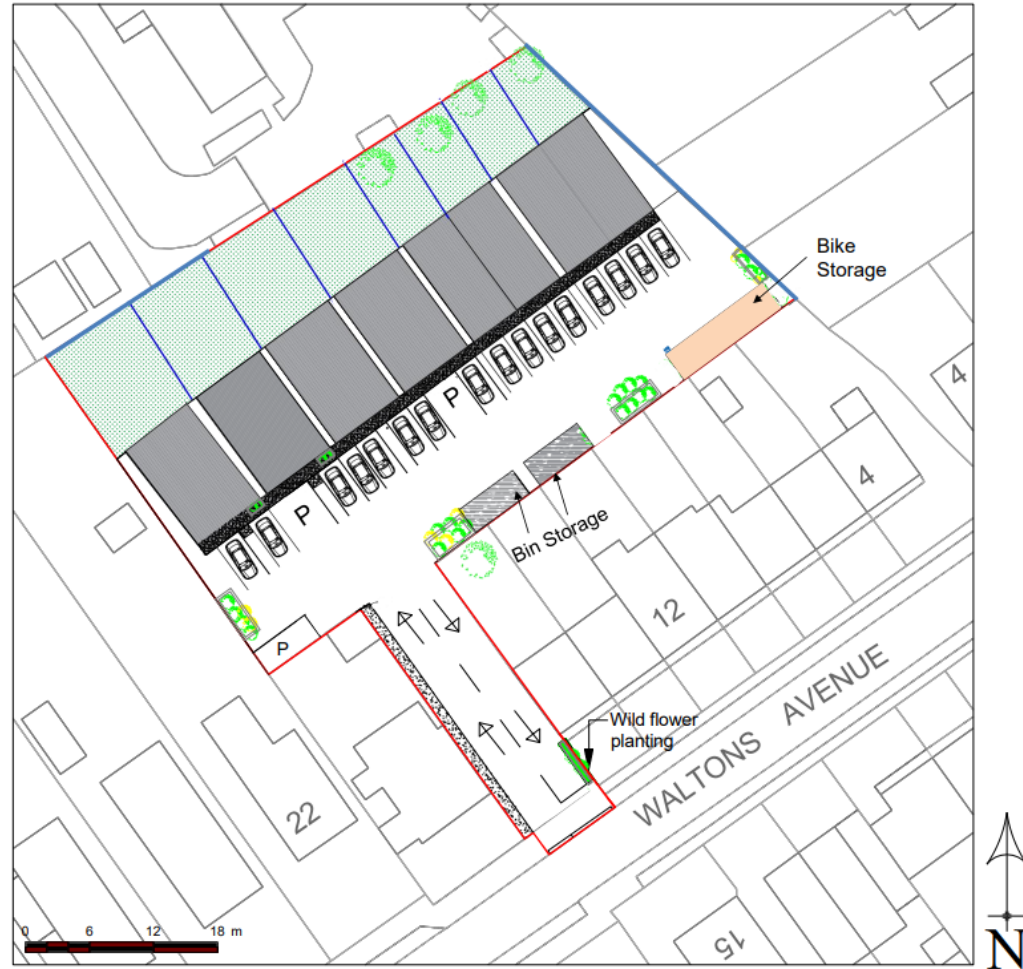 Bike
Storage
P
P
Bin Storage
P
4
4
12
22
15
Wild flower
planting
WALTONS AVENUE
0 6 12 18 m
N